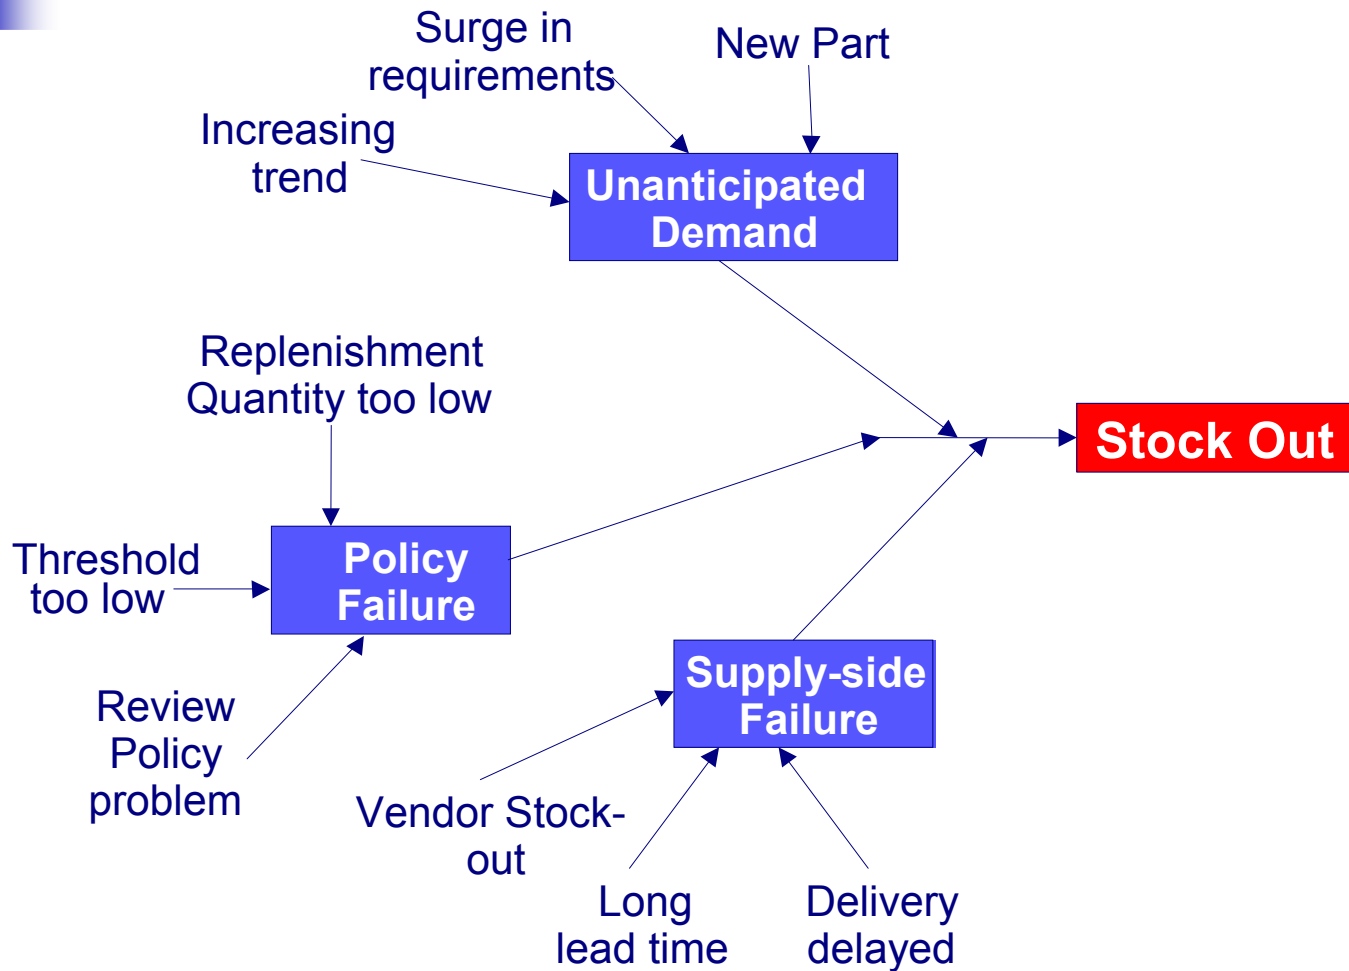 Surge in
requirements
New Part
Increasing
trend
Unanticipated
Demand
Replenishment
Quantity too low
Stock Out
Threshold
too low
Policy
Failure
Review
Policy
problem
Supply-side
Failure
Vendor Stock-
out
Long
lead time
Delivery
delayed